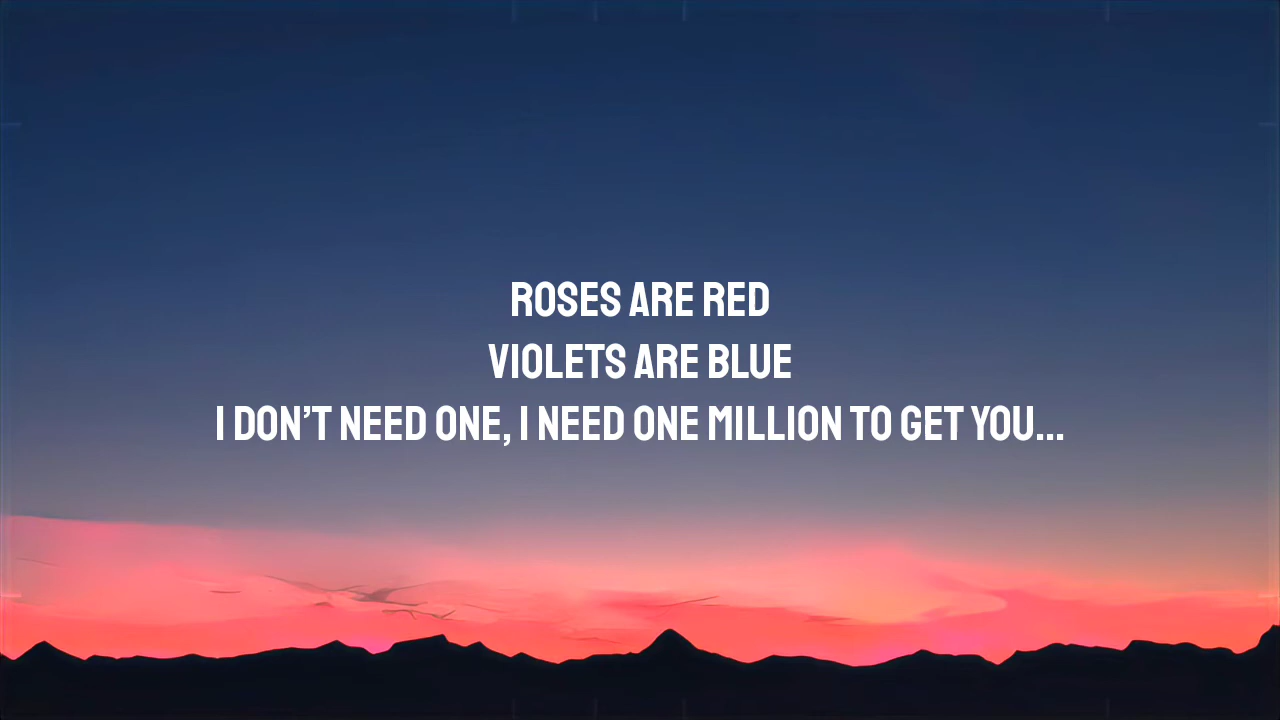 ROSES ARE RED
VIOLETS ARE BLUE
I DON’T NEED ONE, I NEED ONE MILLION TO GET YOU...